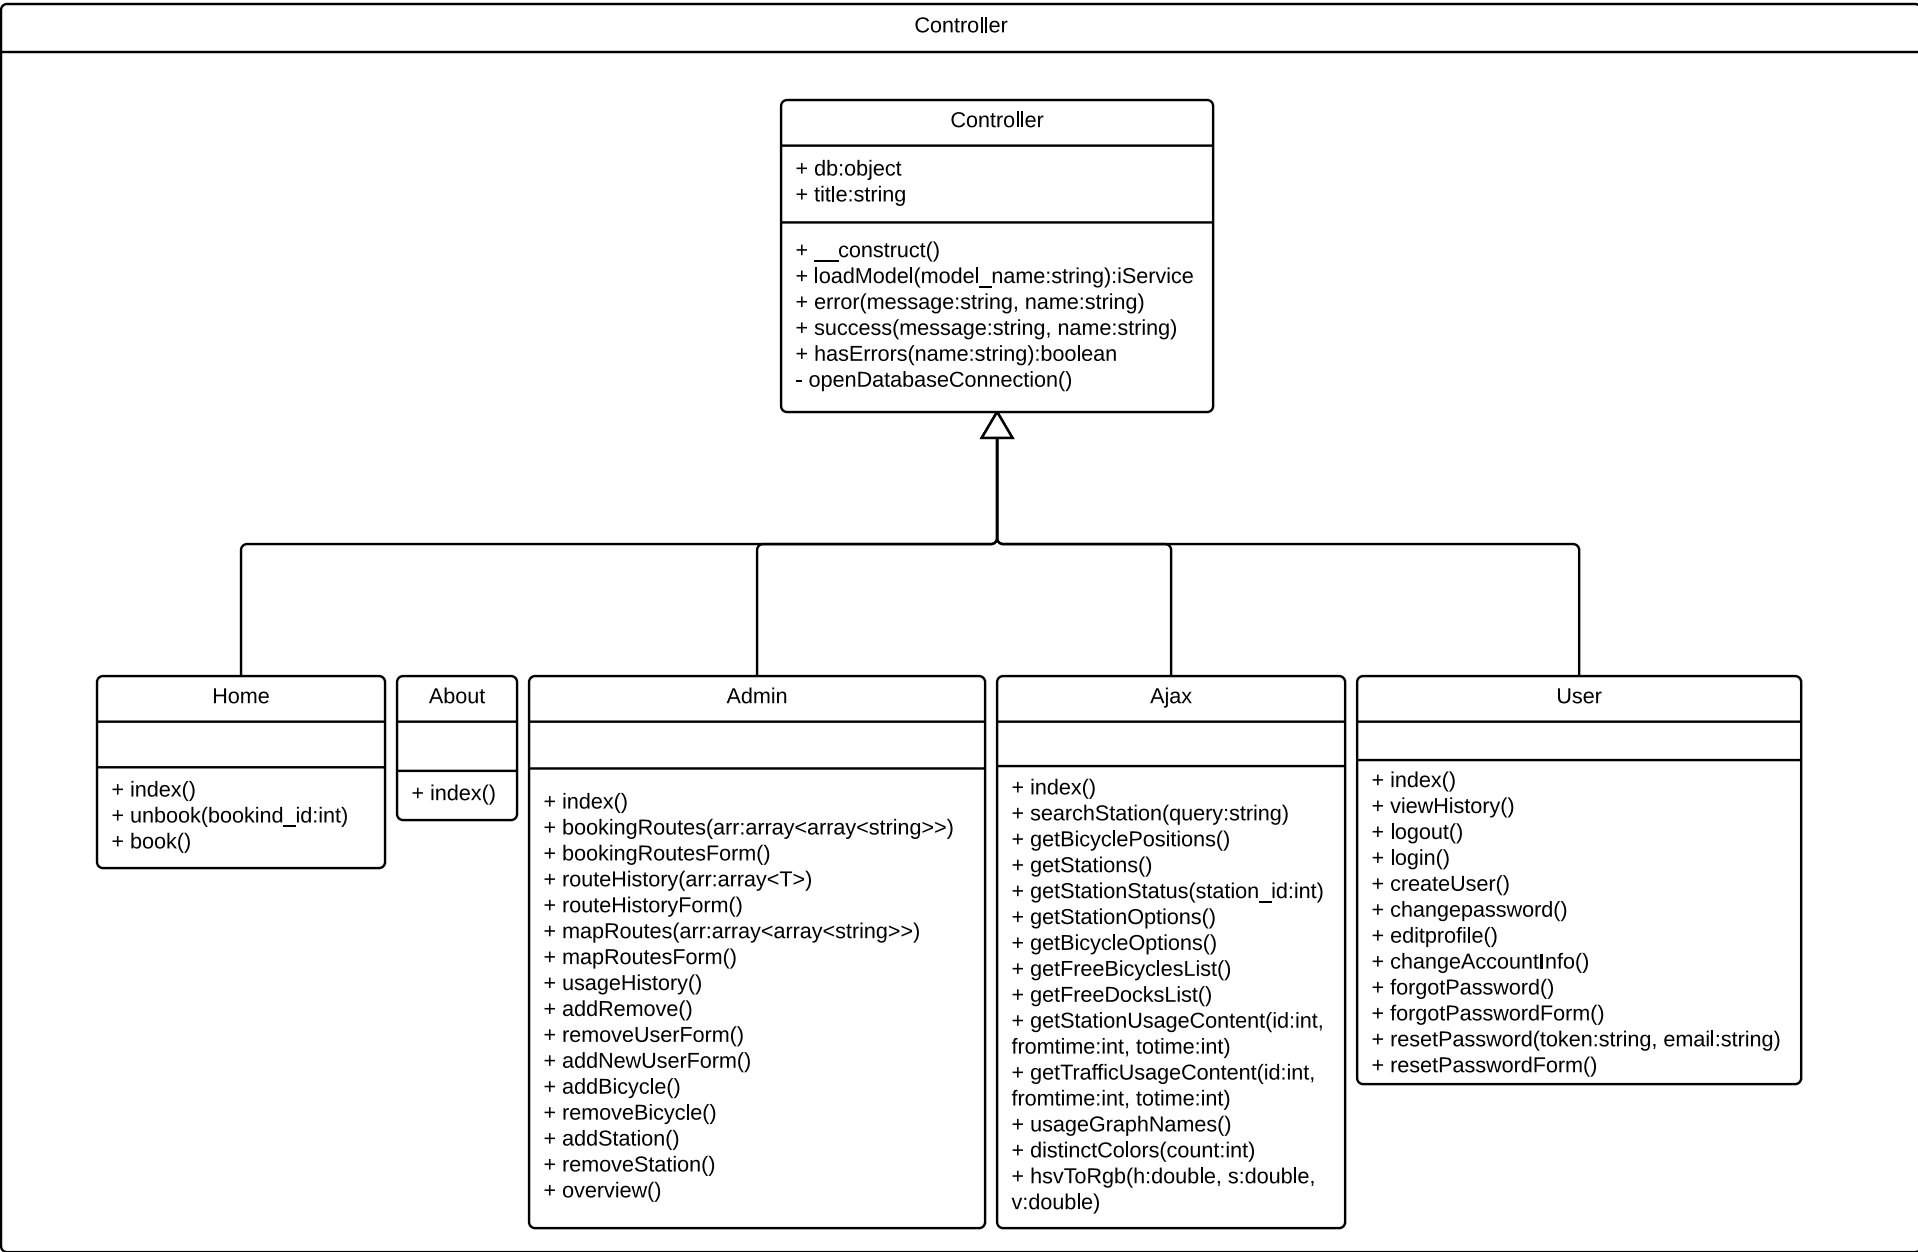 Controller
Controller
+ db:object
+ title:string
+ __construct()
+ loadModel(model_name:string):iService
+ error(message:string, name:string)
+ success(message:string, name:string)
+ hasErrors(name:string):boolean
- openDatabaseConnection()
Home
+ index()
+ unbook(bookind_id:int)
+ book()
About
+ index()
Admin
+ index()
+ bookingRoutes(arr:array<array<string>>)
+ bookingRoutesForm()
+ routeHistory(arr:array<T>)
+ routeHistoryForm()
+ mapRoutes(arr:array<array<string>>)
+ mapRoutesForm()
+ usageHistory()
+ addRemove()
+ removeUserForm()
+ addNewUserForm()
+ addBicycle()
+ removeBicycle()
+ addStation()
+ removeStation()
+ overview()
Ajax
+ index()
+ searchStation(query:string)
+ getBicyclePositions()
+ getStations()
+ getStationStatus(station_id:int)
+ getStationOptions()
+ getBicycleOptions()
+ getFreeBicyclesList()
+ getFreeDocksList()
+ getStationUsageContent(id:int,
fromtime:int, totime:int)
+ getTrafficUsageContent(id:int,
fromtime:int, totime:int)
+ usageGraphNames()
+ distinctColors(count:int)
+ hsvToRgb(h:double, s:double,
v:double)
User
+ index()
+ viewHistory()
+ logout()
+ login()
+ createUser()
+ changepassword()
+ editprofile()
+ changeAccountInfo()
+ forgotPassword()
+ forgotPasswordForm()
+ resetPassword(token:string, email:string)
+ resetPasswordForm()